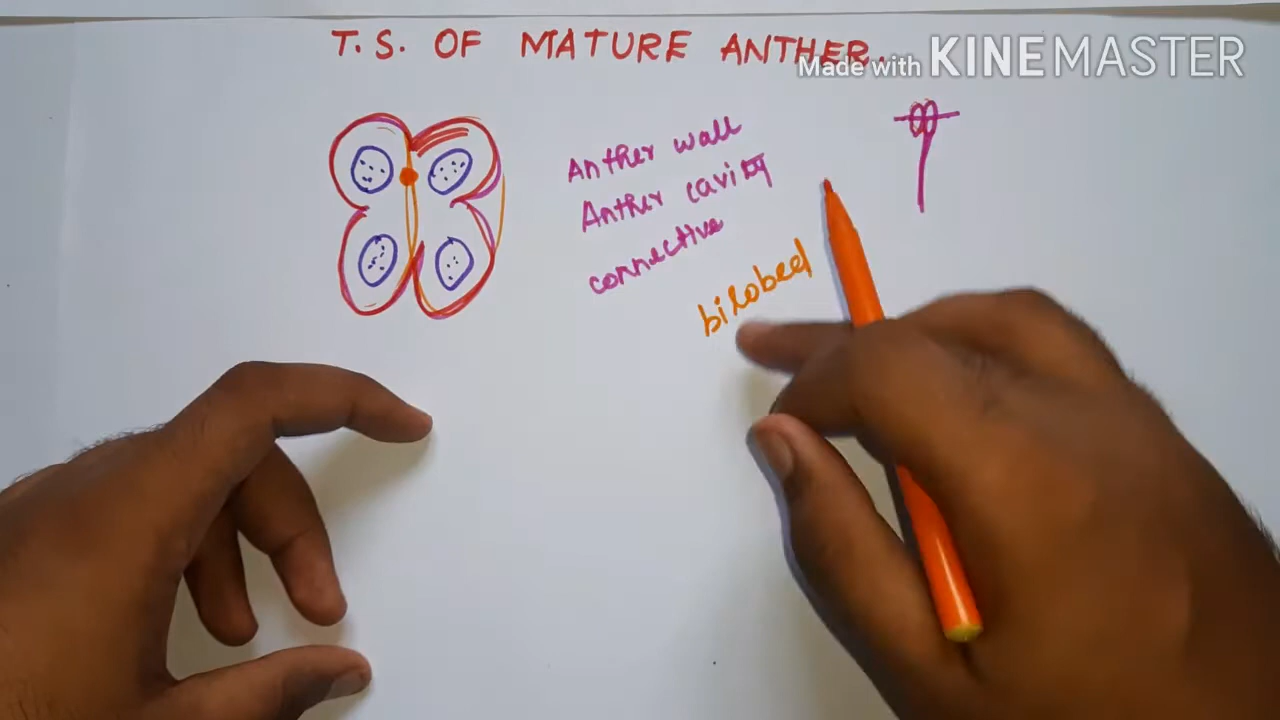 T.S. OF MATURE ANTHER.
Made with KINEMASTER
Anther wall
Anther cavity
connective
bilobed